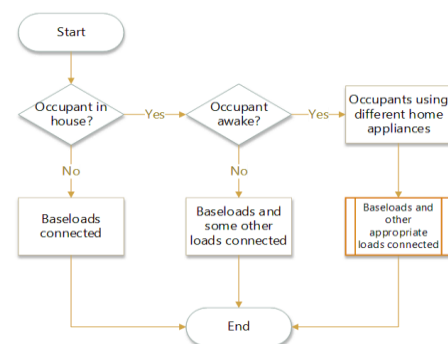 Start
Occupant in
house?
Yes
Occupant
awake?
Yes
Occupants using
different home
appliances
No
No
Baseloads
connected
Baseloads and
some other
loads connected
Baseloads and
other
appropriate
loads connected
End